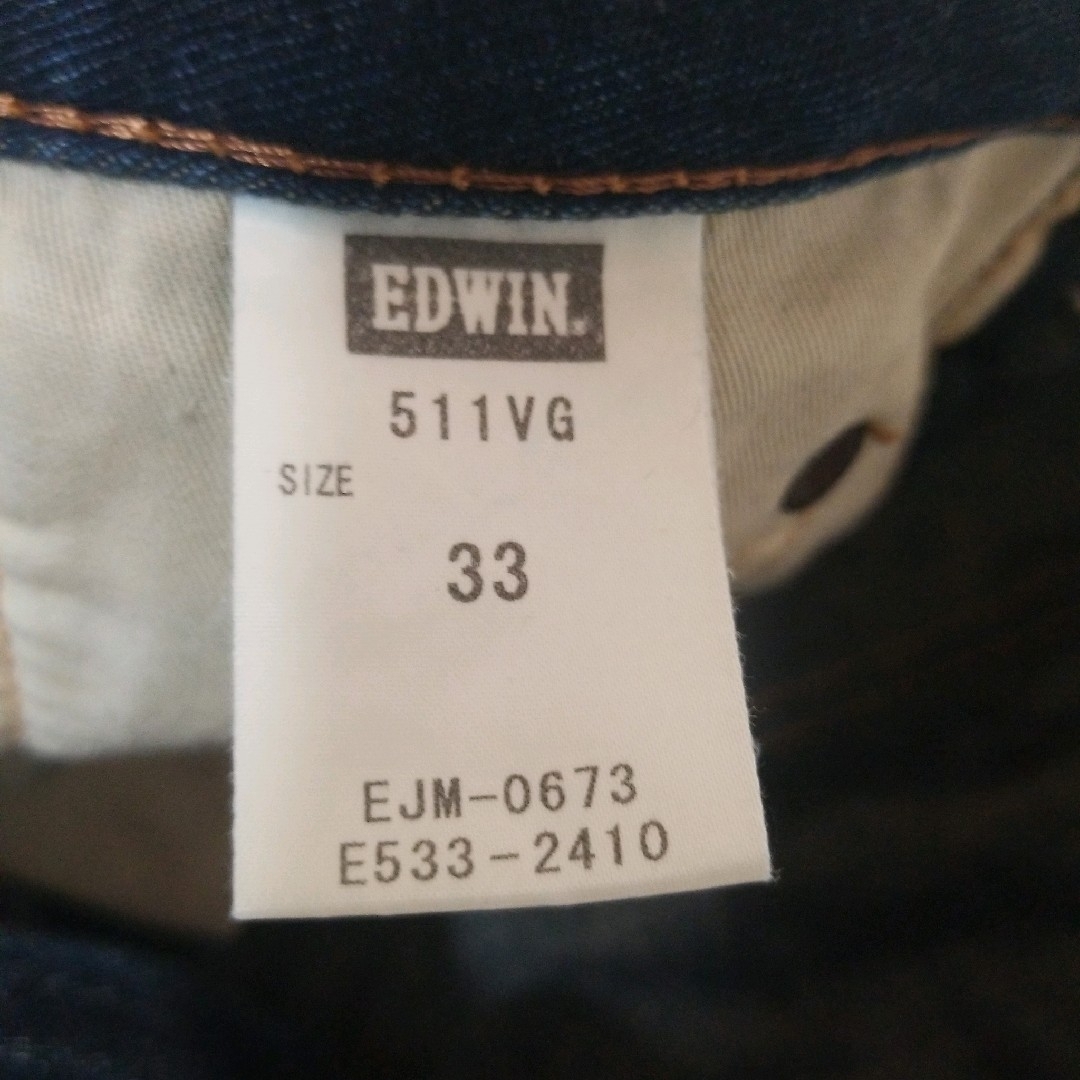 EDWIN.
511VG
SIZE
33
EJM-0673
E533-2410